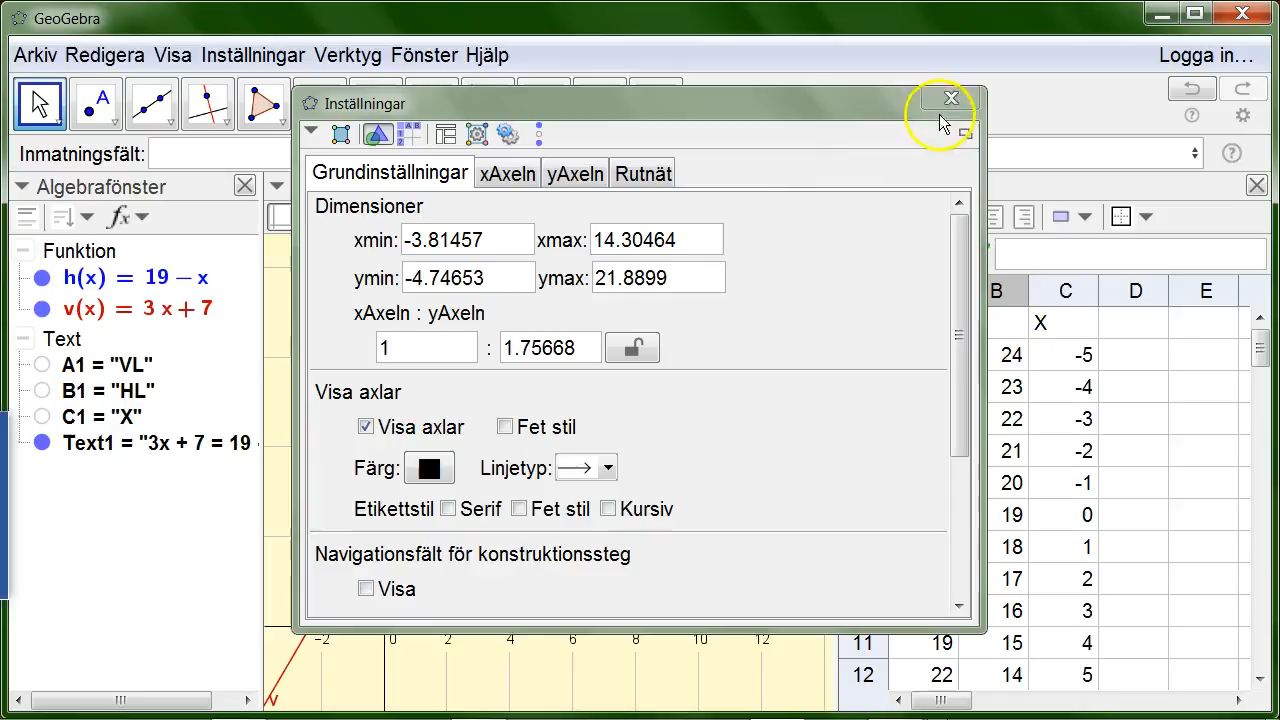 GeoGebra
Arkiv Redigera Visa Inställningar Verktyg Fönster Hjälp Logga in...
A
Inställningar
Inmatningsfält:
Algebrafönster
Grundinställningar xAxeln yAxeln Rutnät
Dimensioner
xmin: -3.81457 xmax: 14.30464
ymin: -4.74653 ymax: 21.8899
xAxeln : yAxeln
1 : 1.75668
Visa axlar
Visa axlar Fet stil
Färg: Linjetyp:
Etikettstil Serif Fet stil Kursiv
Navigationsfält för konstruktionssteg
Visa
fx
Funktion
h(x) = 19 − x
v(x) = 3 x + 7
Text
A1 = "VL"
B1 = "HL"
C1 = "X"
Text1 = "3x + 7 = 19
−2 0 2 4 6 8 10 12
v
B C D E
X
24 -5
23 -4
22 -3
21 -2
20 -1
19 0
18 1
17 2
16 3
11 19 15 4
12 22 14 5